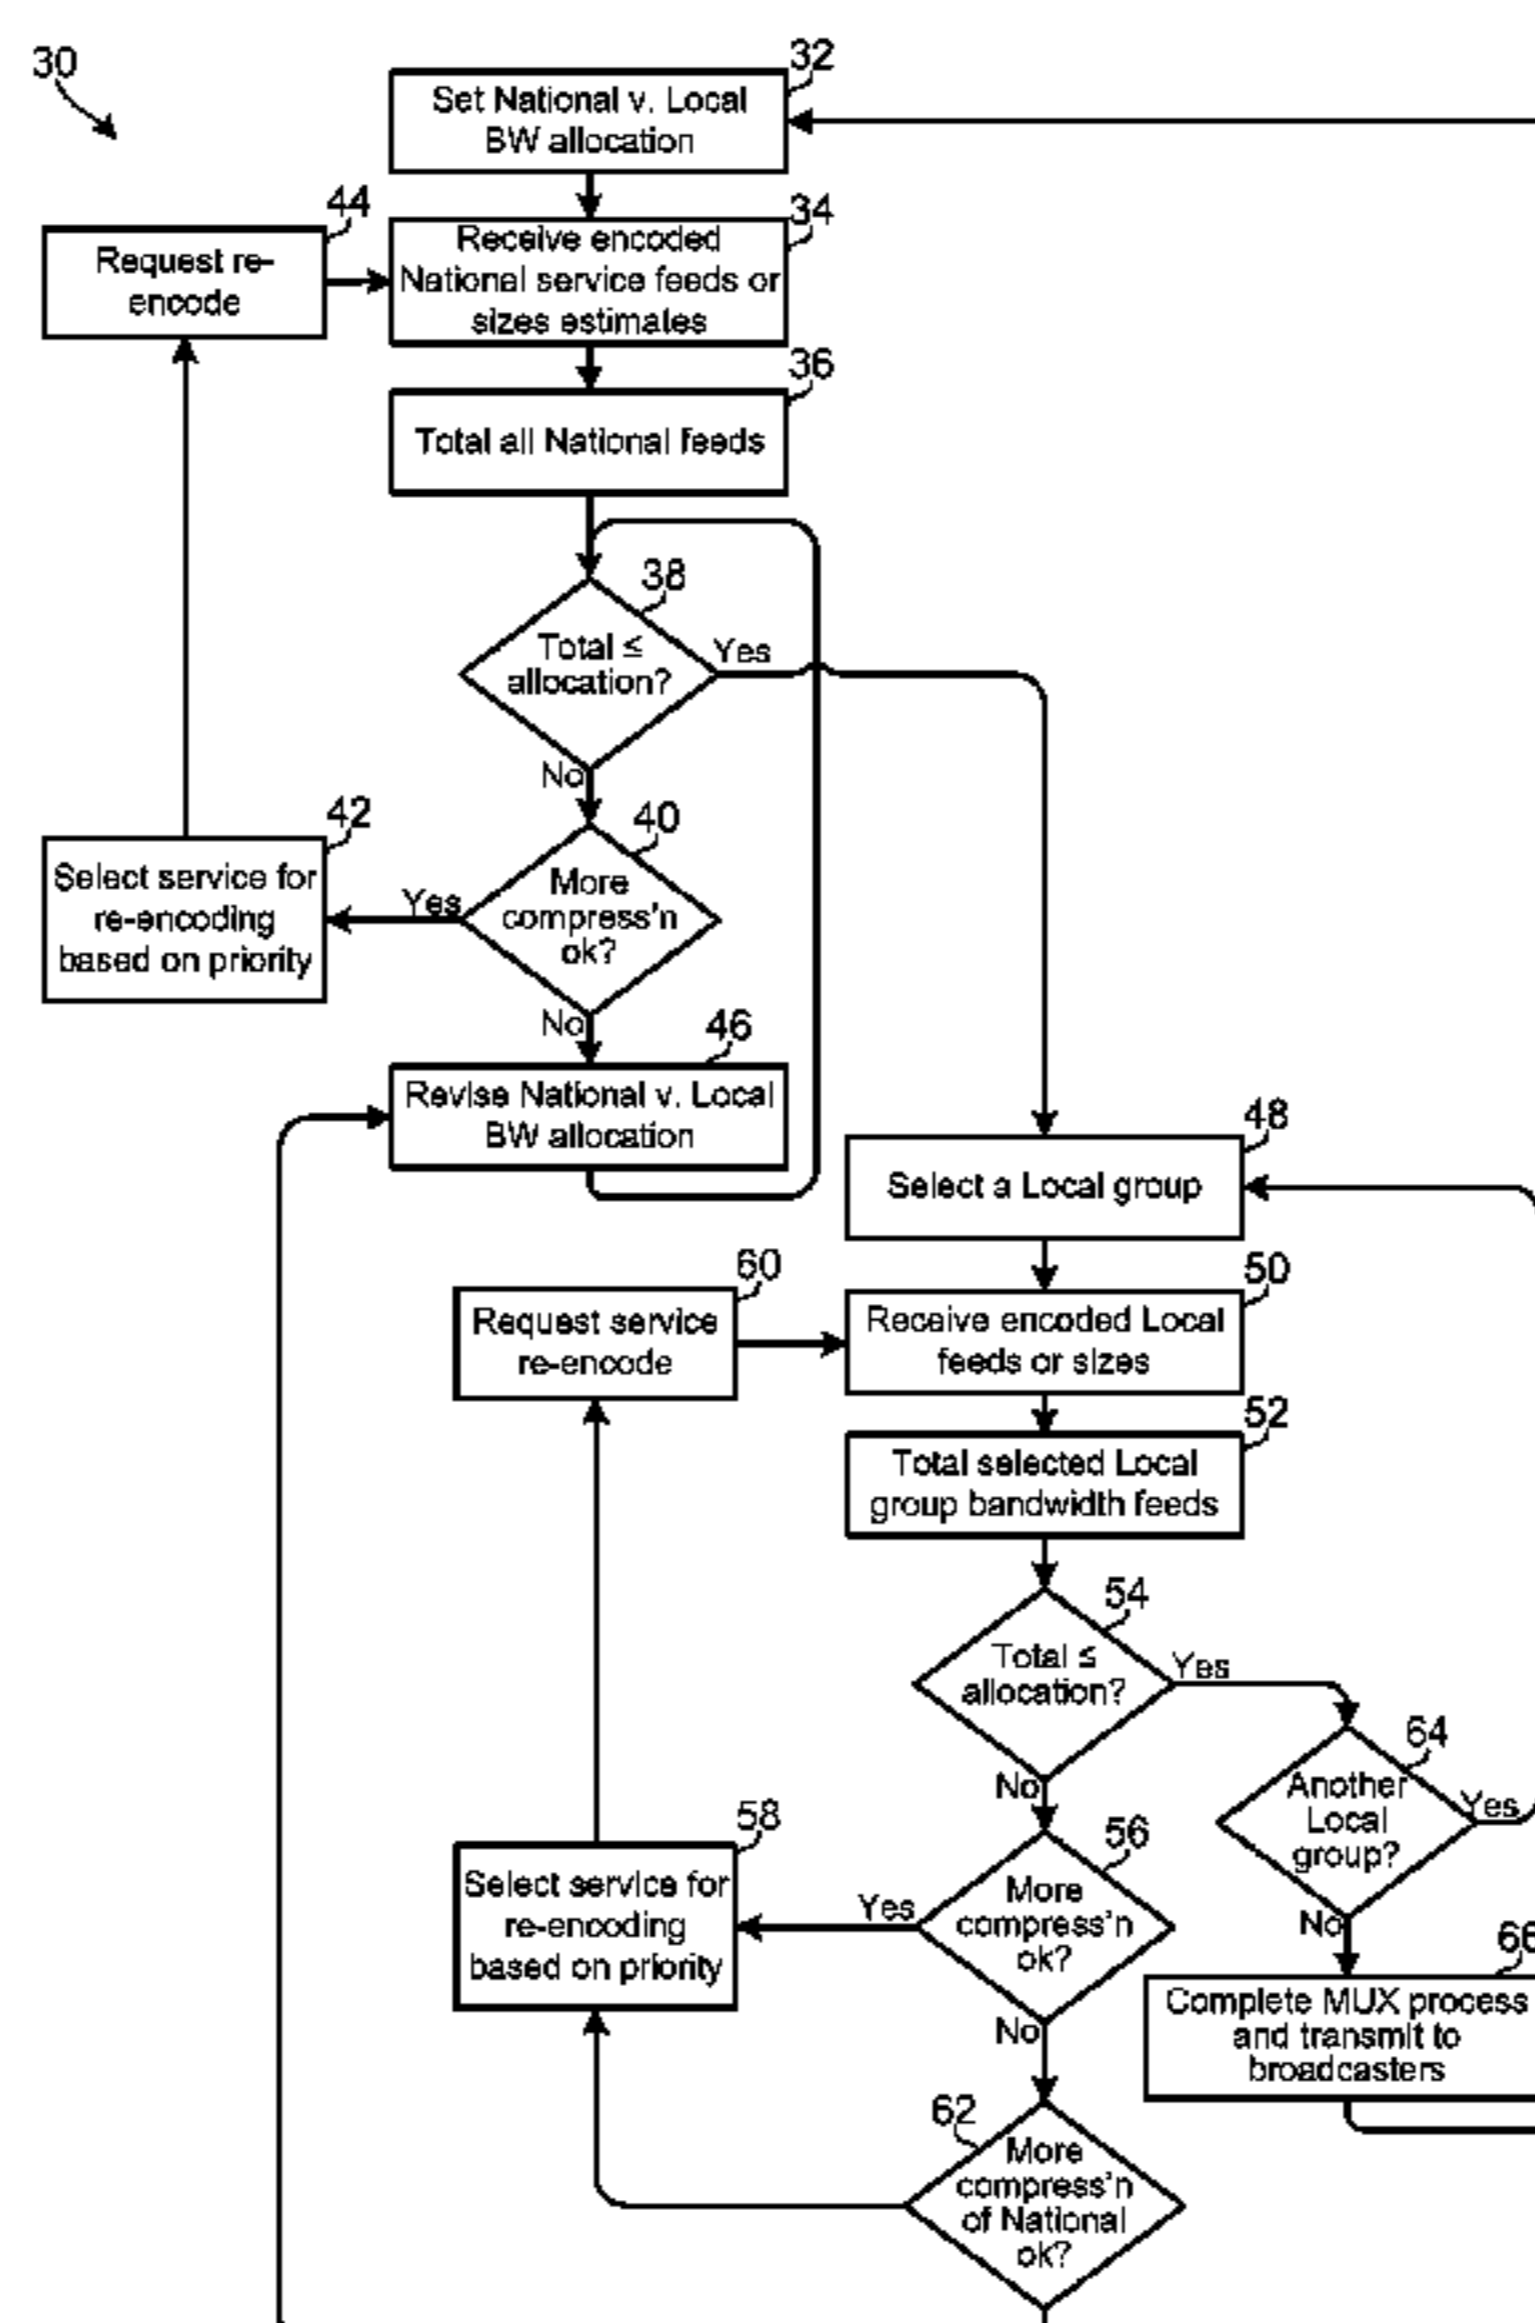 30
32
Set National v. Local
BW allocation
44
Request re-
encode
34
Receive encoded
National service feeds or
sizes estimates
36
Total all National feeds
38
Total ≤
allocation?
Yes
No
40
More
compress'n
ok?
Yes
No
42
Select service for
re-encoding
based on priority
46
Revise National v. Local
BW allocation
48
Select a Local group
60
Request service
re-encode
50
Receive encoded Local
feeds or sizes
52
Total selected Local
group bandwidth feeds
54
Total ≤
allocation?
Yes
No
64
Another
Local
group?
Yes
No
56
More
compress'n
ok?
Yes
No
58
Select service for
re-encoding
based on priority
66
Complete MUX process
and transmit to
broadcasters
62
More
compress'n
of National
ok?